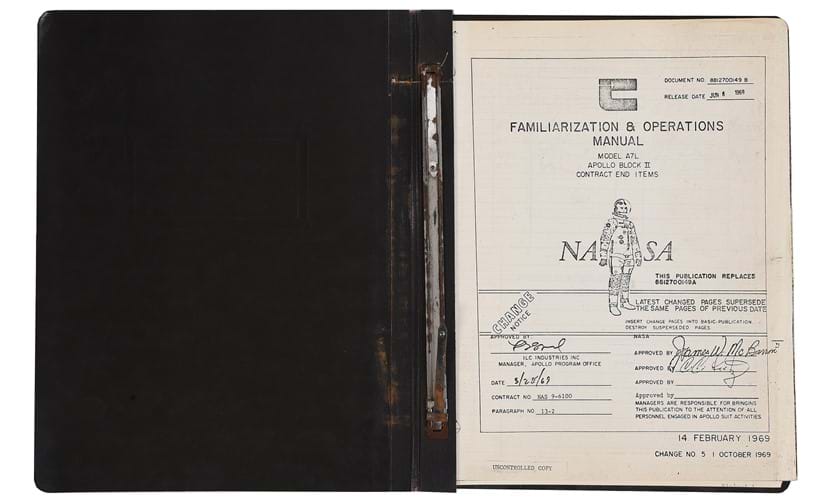 DOCUMENT NO. 8812700149 B
RELEASE DATE JUN 6 1969
FAMILIARIZATION & OPERATIONS
MANUAL
MODEL A7L
APOLLO BLOCK II
CONTRACT END ITEMS
NASA
THIS PUBLICATION REPLACES
8812700149A
CHANGE
NOTICE
LATEST CHANGED PAGES SUPERSEDE
THE SAME PAGES OF PREVIOUS DATE
INSERT CHANGE PAGES INTO BASIC PUBLICATION...
DESTROY SUPERSEDED PAGES
APPROVED BY
ILC INDUSTRIES INC
MANAGER, APOLLO PROGRAM OFFICE
DATE 5/28/69
CONTRACT NO NAS 9-6100
PARAGRAPH NO 13-2
NASA
APPROVED BY James W. McBarron II
APPROVED BY
APPROVED BY
Approved by
MANAGERS ARE RESPONSIBLE FOR BRINGING
THIS PUBLICATION TO THE ATTENTION OF ALL
PERSONNEL ENGAGED IN APOLLO SUIT ACTIVITIES
14 FEBRUARY 1969
CHANGE NO. 5 1 OCTOBER 1969
UNCONTROLLED COPY